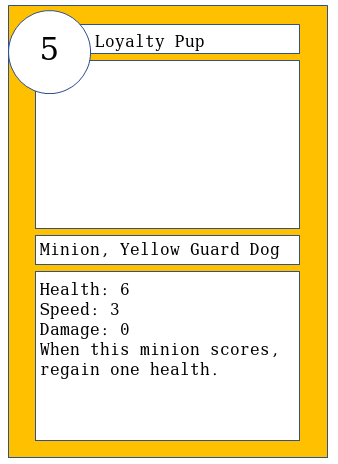 5
Loyalty Pup
Minion, Yellow Guard Dog
Health: 6
Speed: 3
Damage: 0
When this minion scores,
regain one health.